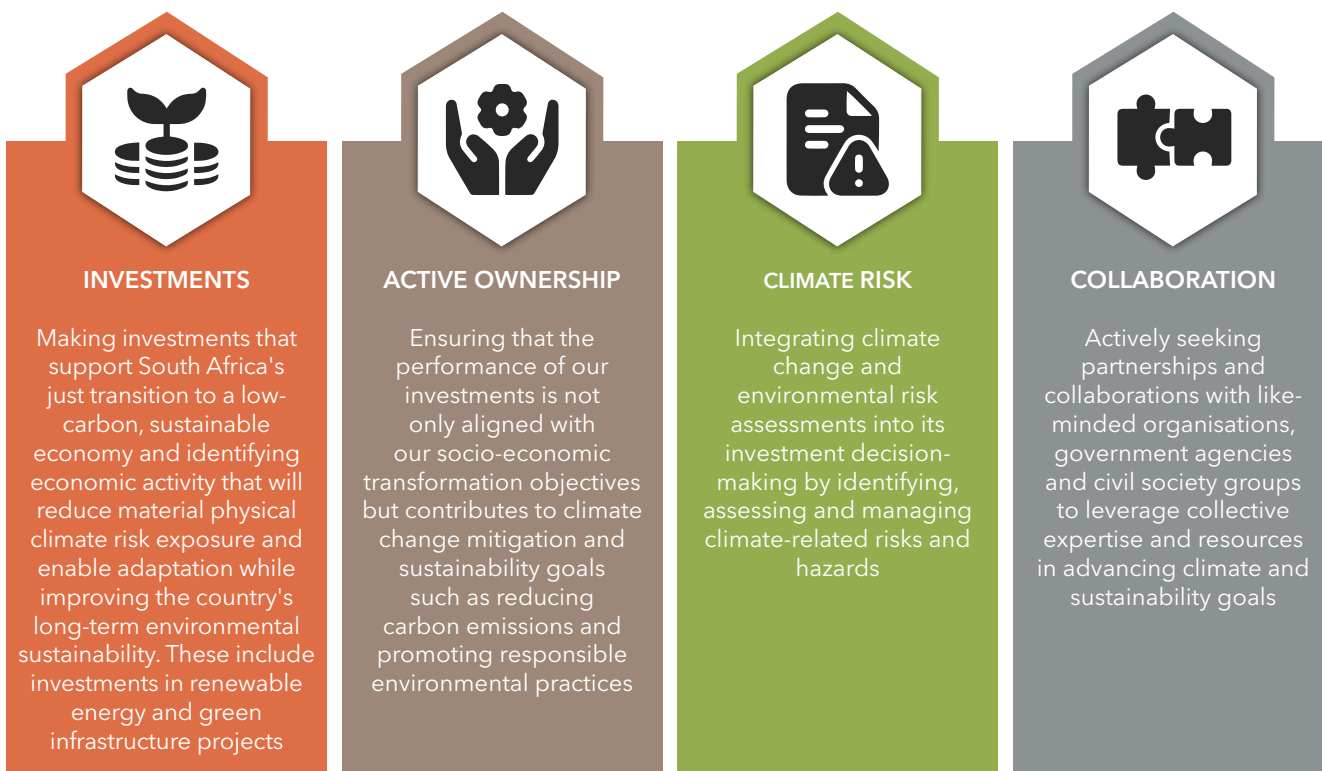 INVESTMENTS
Making investments that
support South Africa's
just transition to a low-
carbon, sustainable
economy and identifying
economic activity that will
reduce material physical
climate risk exposure and
enable adaptation while
improving the country's
long-term environmental
sustainability. These include
investments in renewable
energy and green
infrastructure projects
ACTIVE OWNERSHIP
Ensuring that the
performance of our
investments is not
only aligned with
our socio-economic
transformation objectives
but contributes to climate
change mitigation and
sustainability goals
such as reducing
carbon emissions and
promoting responsible
environmental practices
CLIMATE RISK
Integrating climate
change and
environmental risk
assessments into its
investment decision-
making by identifying,
assessing and managing
climate-related risks and
hazards
COLLABORATION
Actively seeking
partnerships and
collaborations with like-
minded organisations,
government agencies
and civil society groups
to leverage collective
expertise and resources
in advancing climate and
sustainability goals